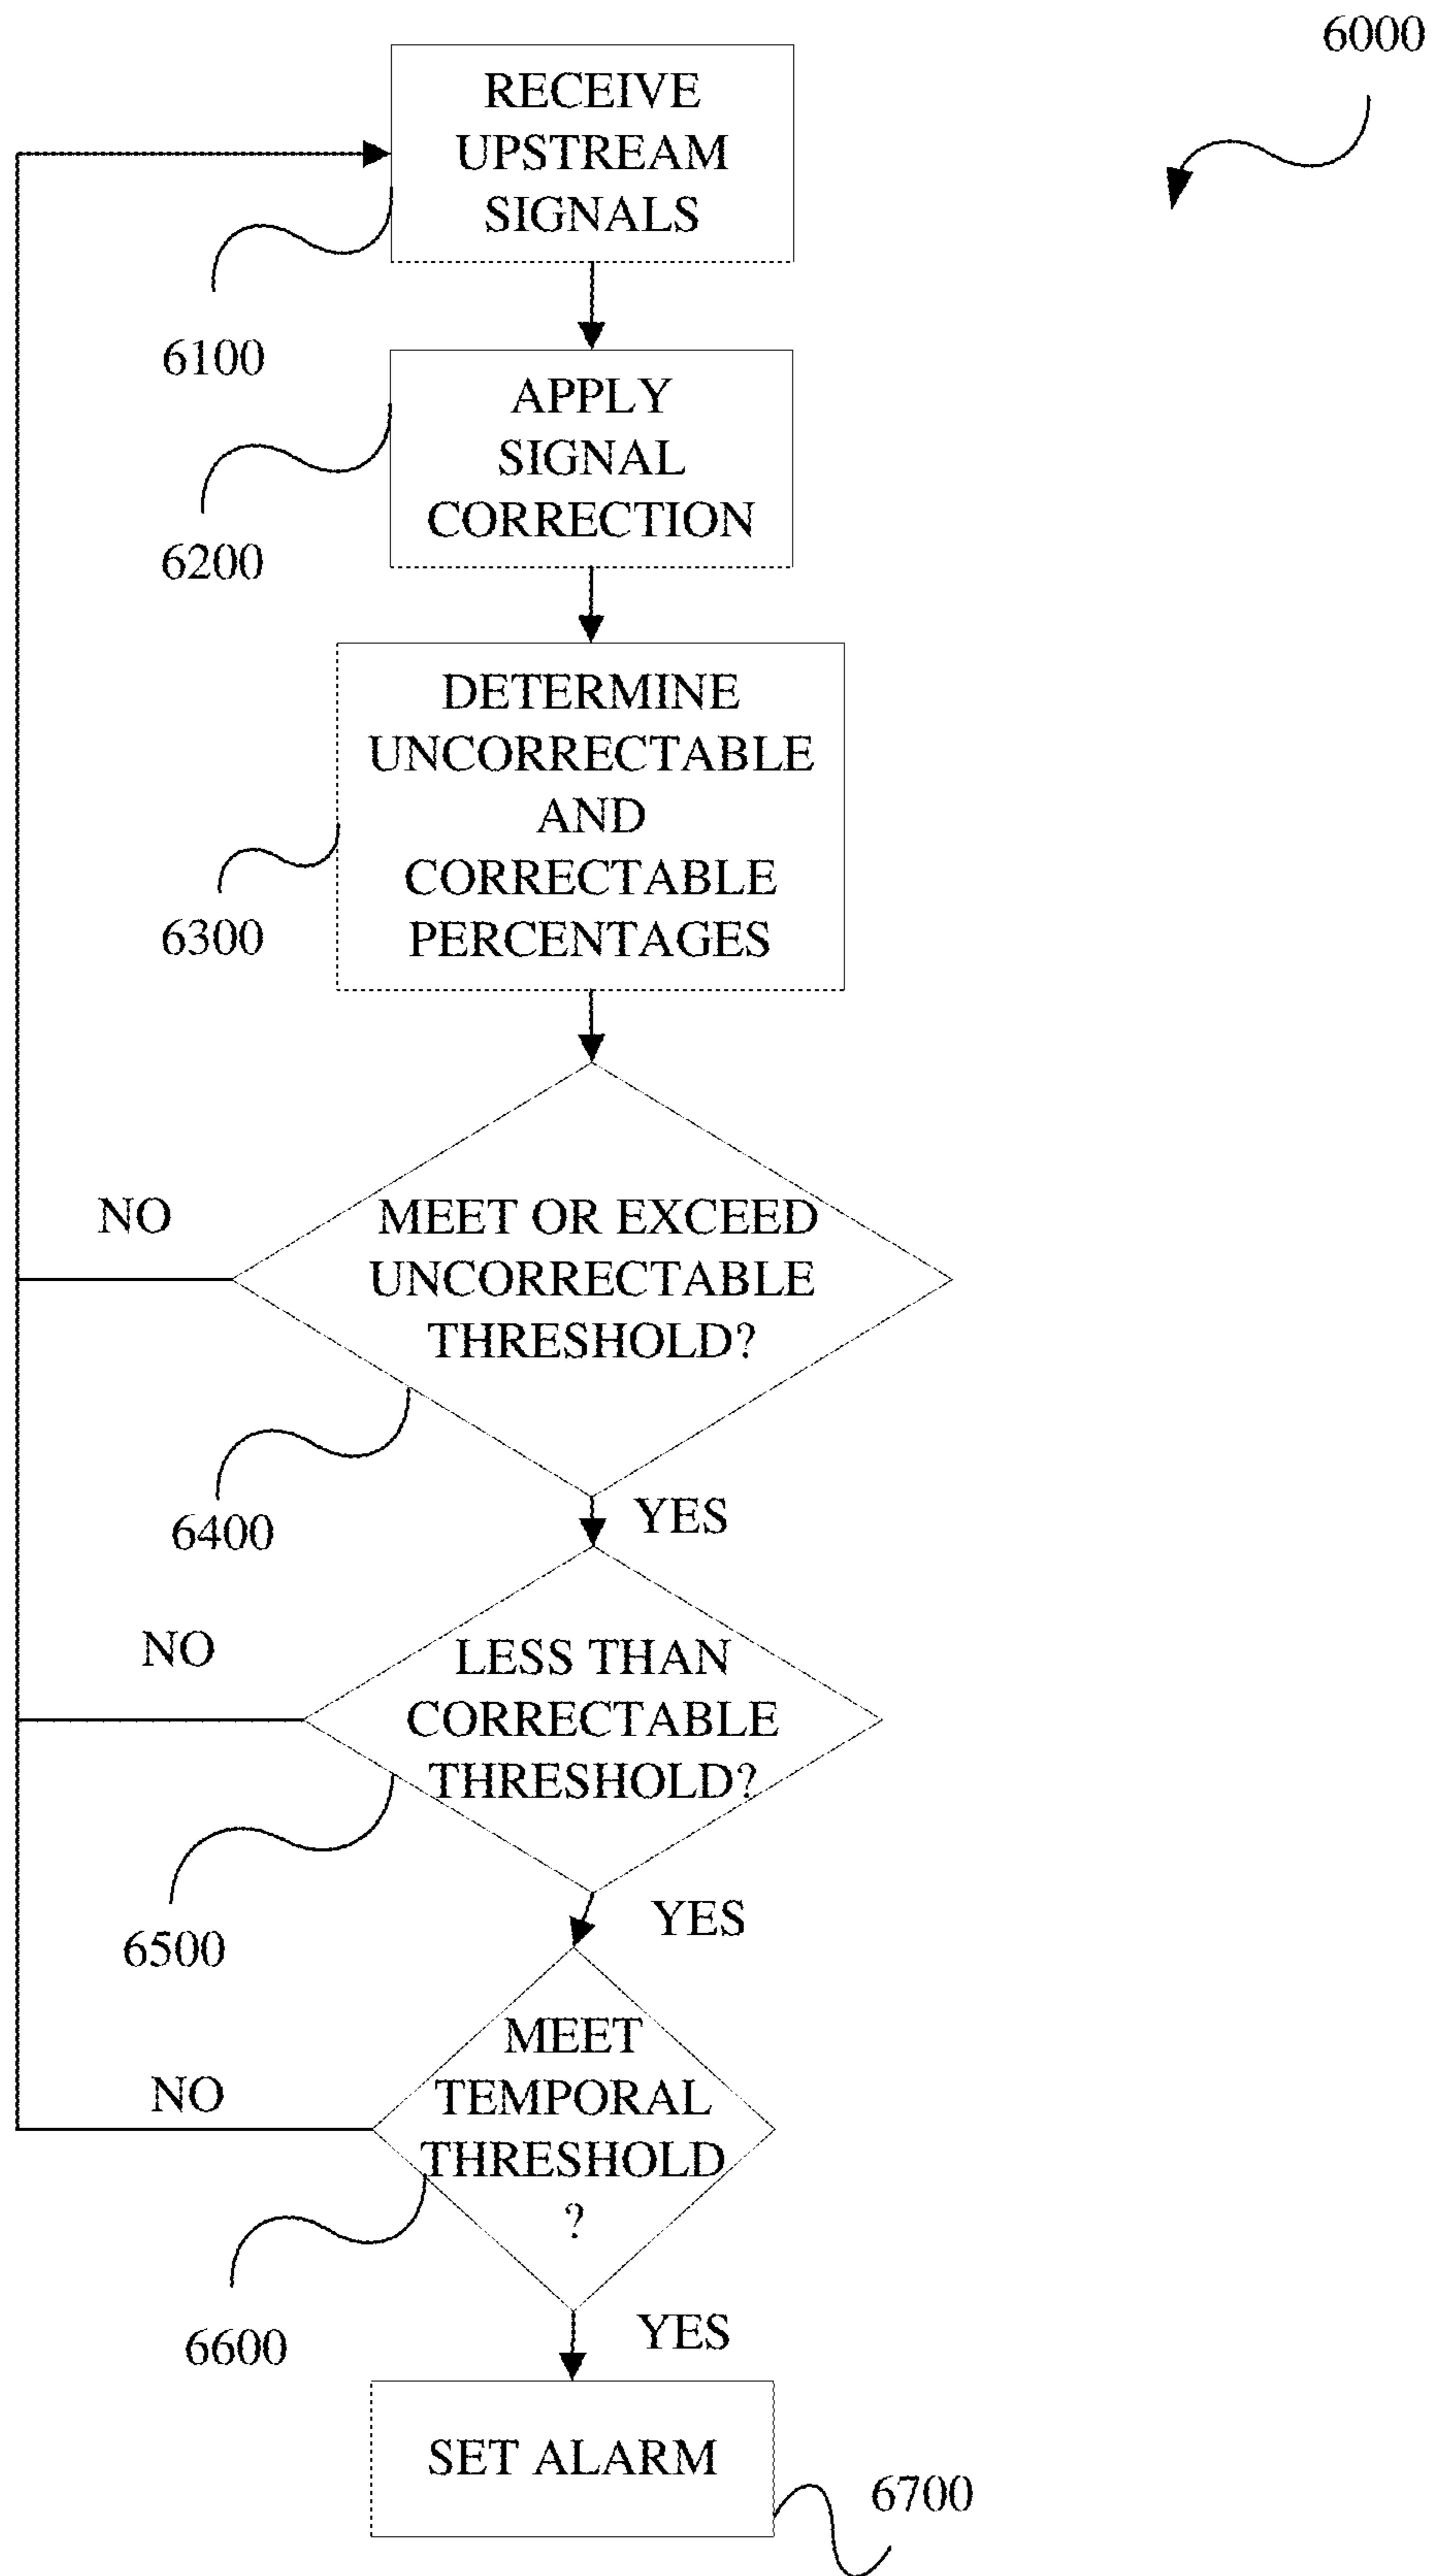 6000
RECEIVE
UPSTREAM
SIGNALS
6100
APPLY
SIGNAL
CORRECTION
6200
DETERMINE
UNCORRECTABLE
AND
CORRECTABLE
PERCENTAGES
6300
NO
MEET OR EXCEED
UNCORRECTABLE
THRESHOLD?
6400
YES
NO
LESS THAN
CORRECTABLE
THRESHOLD?
6500
YES
NO
MEET
TEMPORAL
THRESHOLD
?
6600
YES
SET ALARM
6700